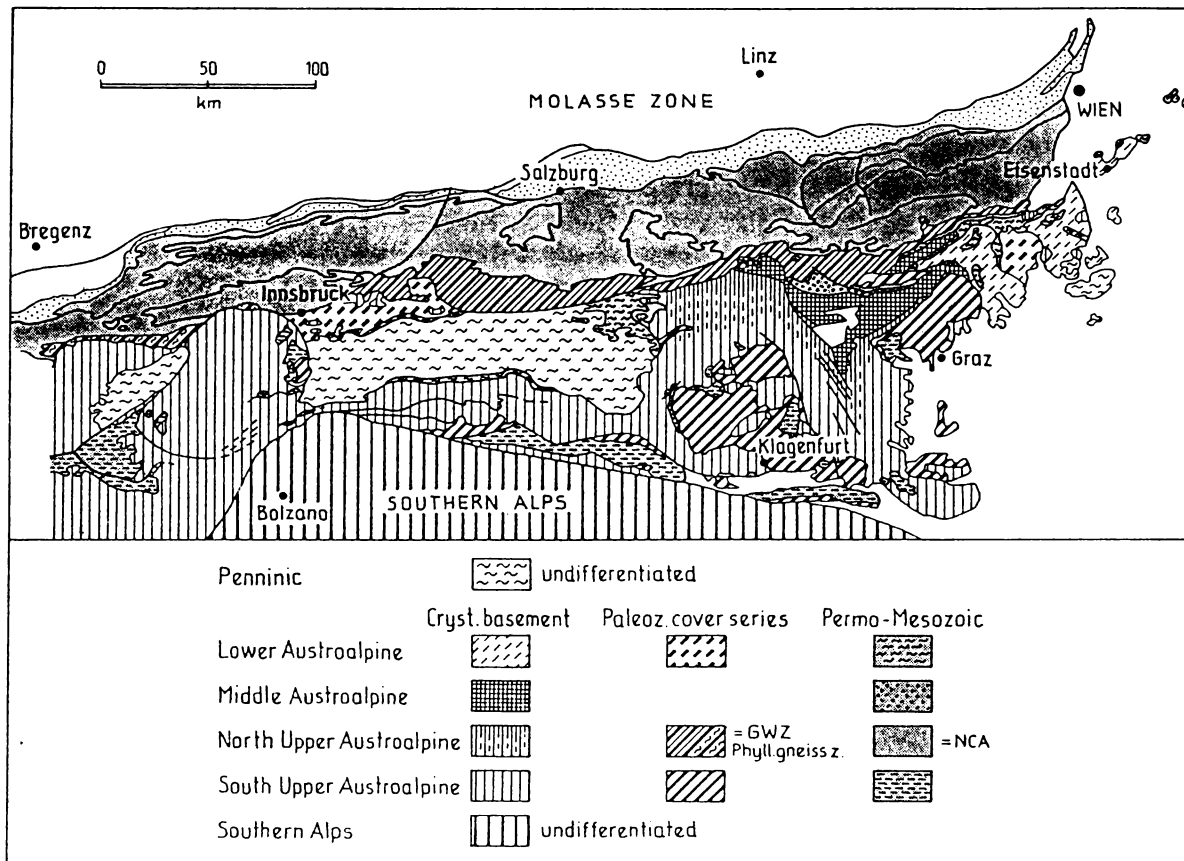 Linz
0 50 100
km
MOLASSE ZONE
WIEN
Salzburg
Eisenstadt
Bregenz
Innsbruck
Graz
Klagenfurt
SOUTHERN ALPS
Bolzano
Penninic undifferentiated
Cryst. basement Paleoz. cover series Permo-Mesozoic
Lower Austroalpine
Middle Austroalpine
North Upper Austroalpine = GWZ = NCA
Phyll.gneiss z.
South Upper Austroalpine
Southern Alps undifferentiated